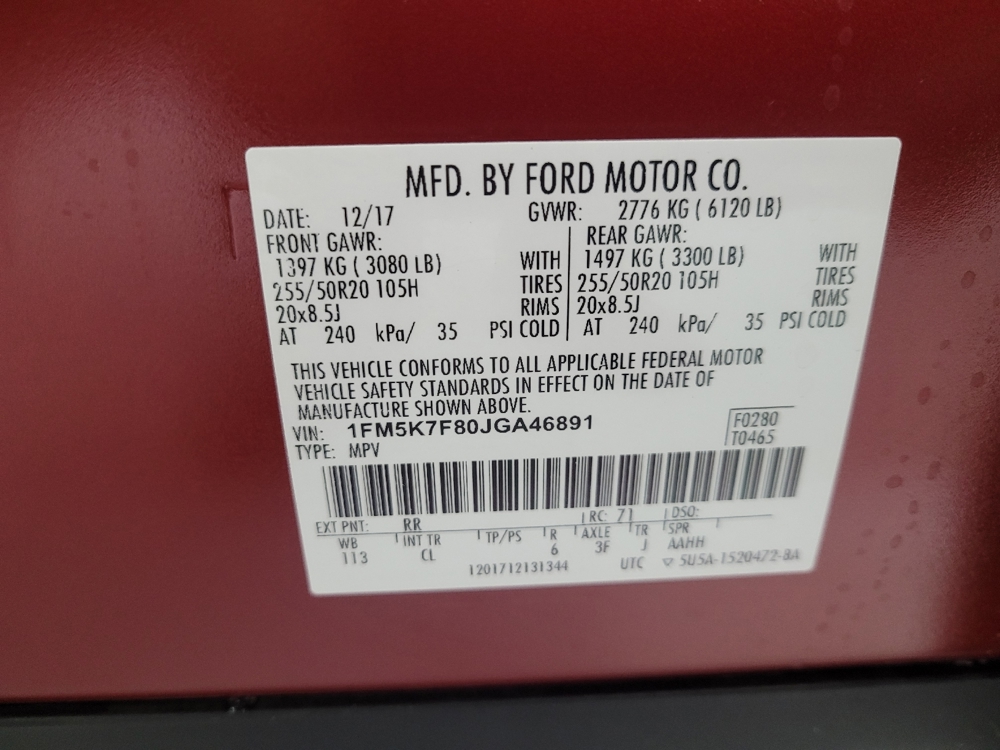 MFD. BY FORD MOTOR CO.
DATE: 12/17 GVWR: 2776 KG ( 6120 LB)
FRONT GAWR: REAR GAWR:
1397 KG ( 3080 LB) WITH 1497 KG ( 3300 LB) WITH
255/50R20 105H TIRES 255/50R20 105H TIRES
20x8.5J RIMS 20x8.5J RIMS
AT 240 kPa/ 35 PSI COLD AT 240 kPa/ 35 PSI COLD
THIS VEHICLE CONFORMS TO ALL APPLICABLE FEDERAL MOTOR
VEHICLE SAFETY STANDARDS IN EFFECT ON THE DATE OF
MANUFACTURE SHOWN ABOVE.
VIN: 1FM5K7F80JGA46891 F0280
TYPE: MPV T0465
EXT PNT: RR RC: 71 DSO:
WB INT TR TP/PS R AXLE TR SPR
113 CL 6 3F J AAHH
1201712131344 UTC ▽ 5U5A-1520472-BA